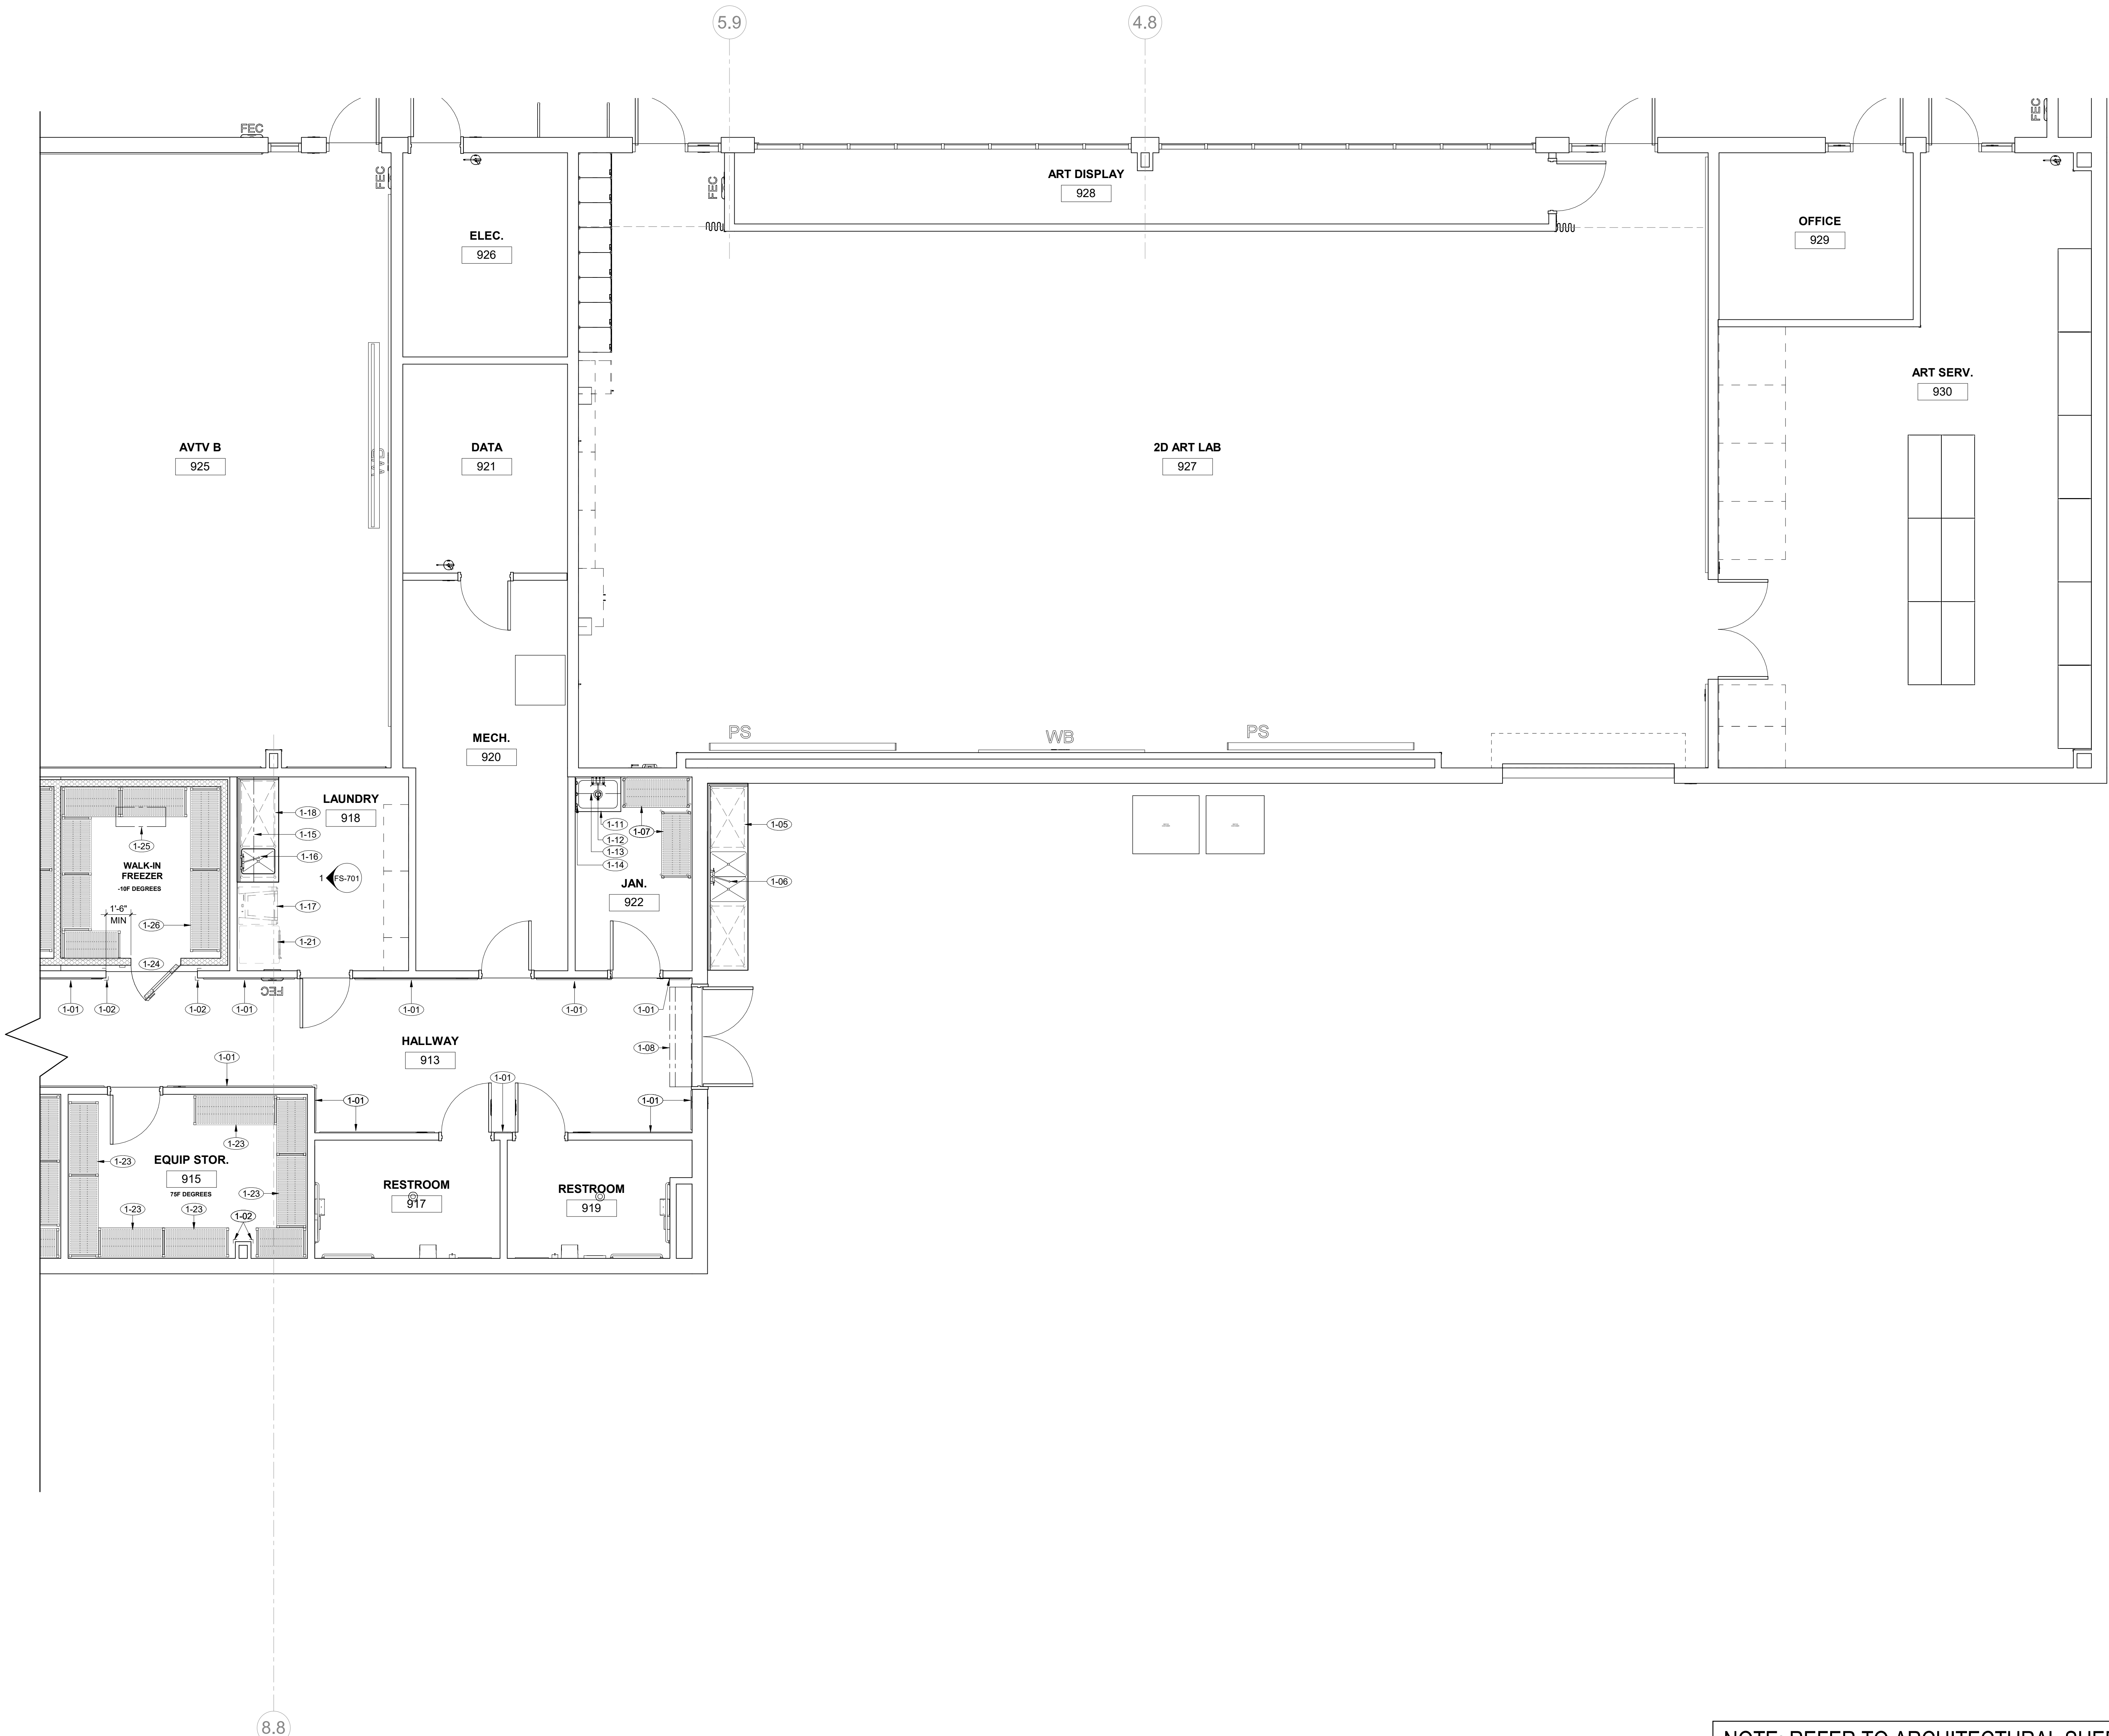 5.9
4.8
FEC
FEC
FEC
FEC
ART DISPLAY
928
ELEC.
926
OFFICE
929
ART SERV.
930
AVTV B
925
DATA
921
2D ART LAB
927
PS
WB
PS
MECH.
920
LAUNDRY
918
1-18
1-15
1-16
1
FS-701
1-17
1-21
1-11
1-12
1-13
1-14
1-07
JAN.
922
1-05
1-06
1-25
WALK-IN
FREEZER
-10F DEGREES
1'-6"
MIN
1-26
1-24
FEC
1-01
1-02
1-02
1-01
1-01
1-01
1-01
HALLWAY
913
1-08
1-01
1-01
1-01
1-01
1-23
1-23
EQUIP STOR.
915
75F DEGREES
1-23
1-23
1-23
1-02
RESTROOM
917
RESTROOM
919
8.8
NOTE: REFER TO ARCHITECTURAL